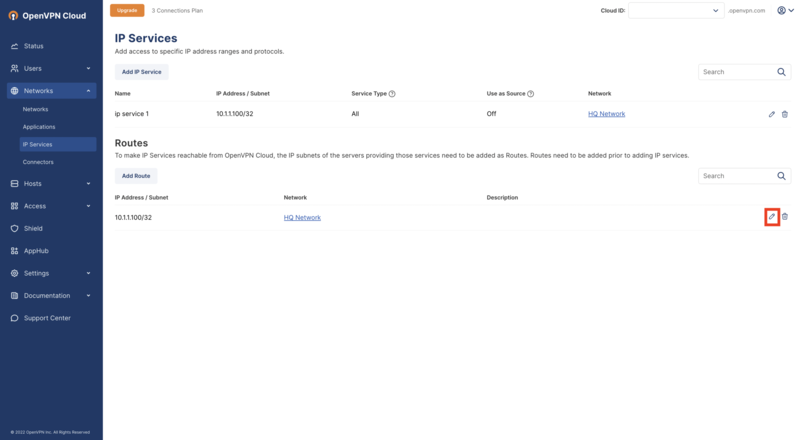 OpenVPN Cloud
Status
Users
Networks
Networks
Applications
IP Services
Connectors
Hosts
Access
Shield
AppHub
Settings
Documentation
Support Center
© 2022 OpenVPN Inc. All Rights Reserved
Upgrade 3 Connections Plan Cloud ID: .openvpn.com
IP Services
Add access to specific IP address ranges and protocols.
Add IP Service Search
Name IP Address / Subnet Service Type Use as Source Network
ip service 1 10.1.1.100/32 All Off HQ Network
Routes
To make IP Services reachable from OpenVPN Cloud, the IP subnets of the servers providing those services need to be added as Routes. Routes need to be added prior to adding IP services.
Add Route Search
IP Address / Subnet Network Description
10.1.1.100/32 HQ Network